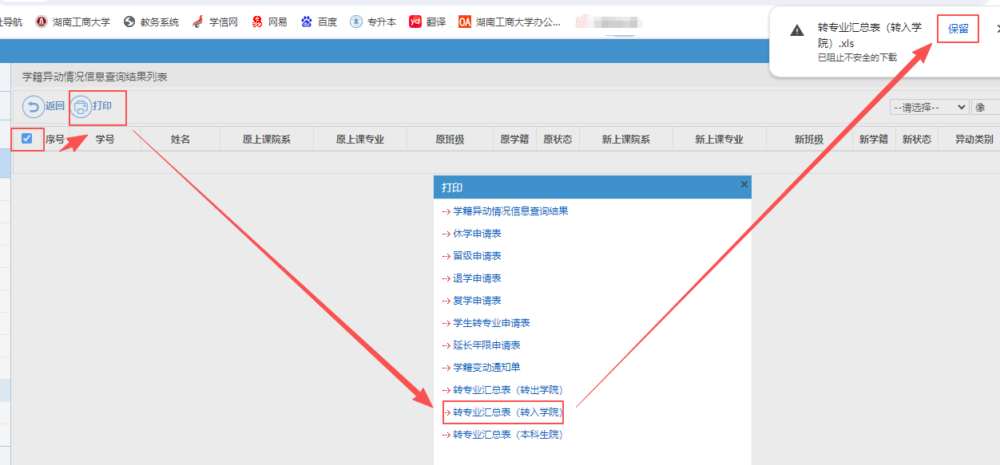 址导航 湖南工商大学 教务系统 学信网 网易 百度 专升本 yd 翻译 OA 湖南工商大学办公...
转专业汇总表（转入学
院）.xls
已阻止不安全的下载
保留
学籍异动情况信息查询结果列表
返回 打印 --请选择-- 像
序号 学号 姓名 原上课院系 原上课专业 原班级 原学籍 原状态 新上课院系 新上课专业 新班级 新学籍 新状态 异动类别
打印
学籍异动情况信息查询结果
休学申请表
留级申请表
退学申请表
复学申请表
学生转专业申请表
延长年限申请表
学籍变动通知单
转专业汇总表（转出学院）
转专业汇总表（转入学院）
转专业汇总表（本科生院）